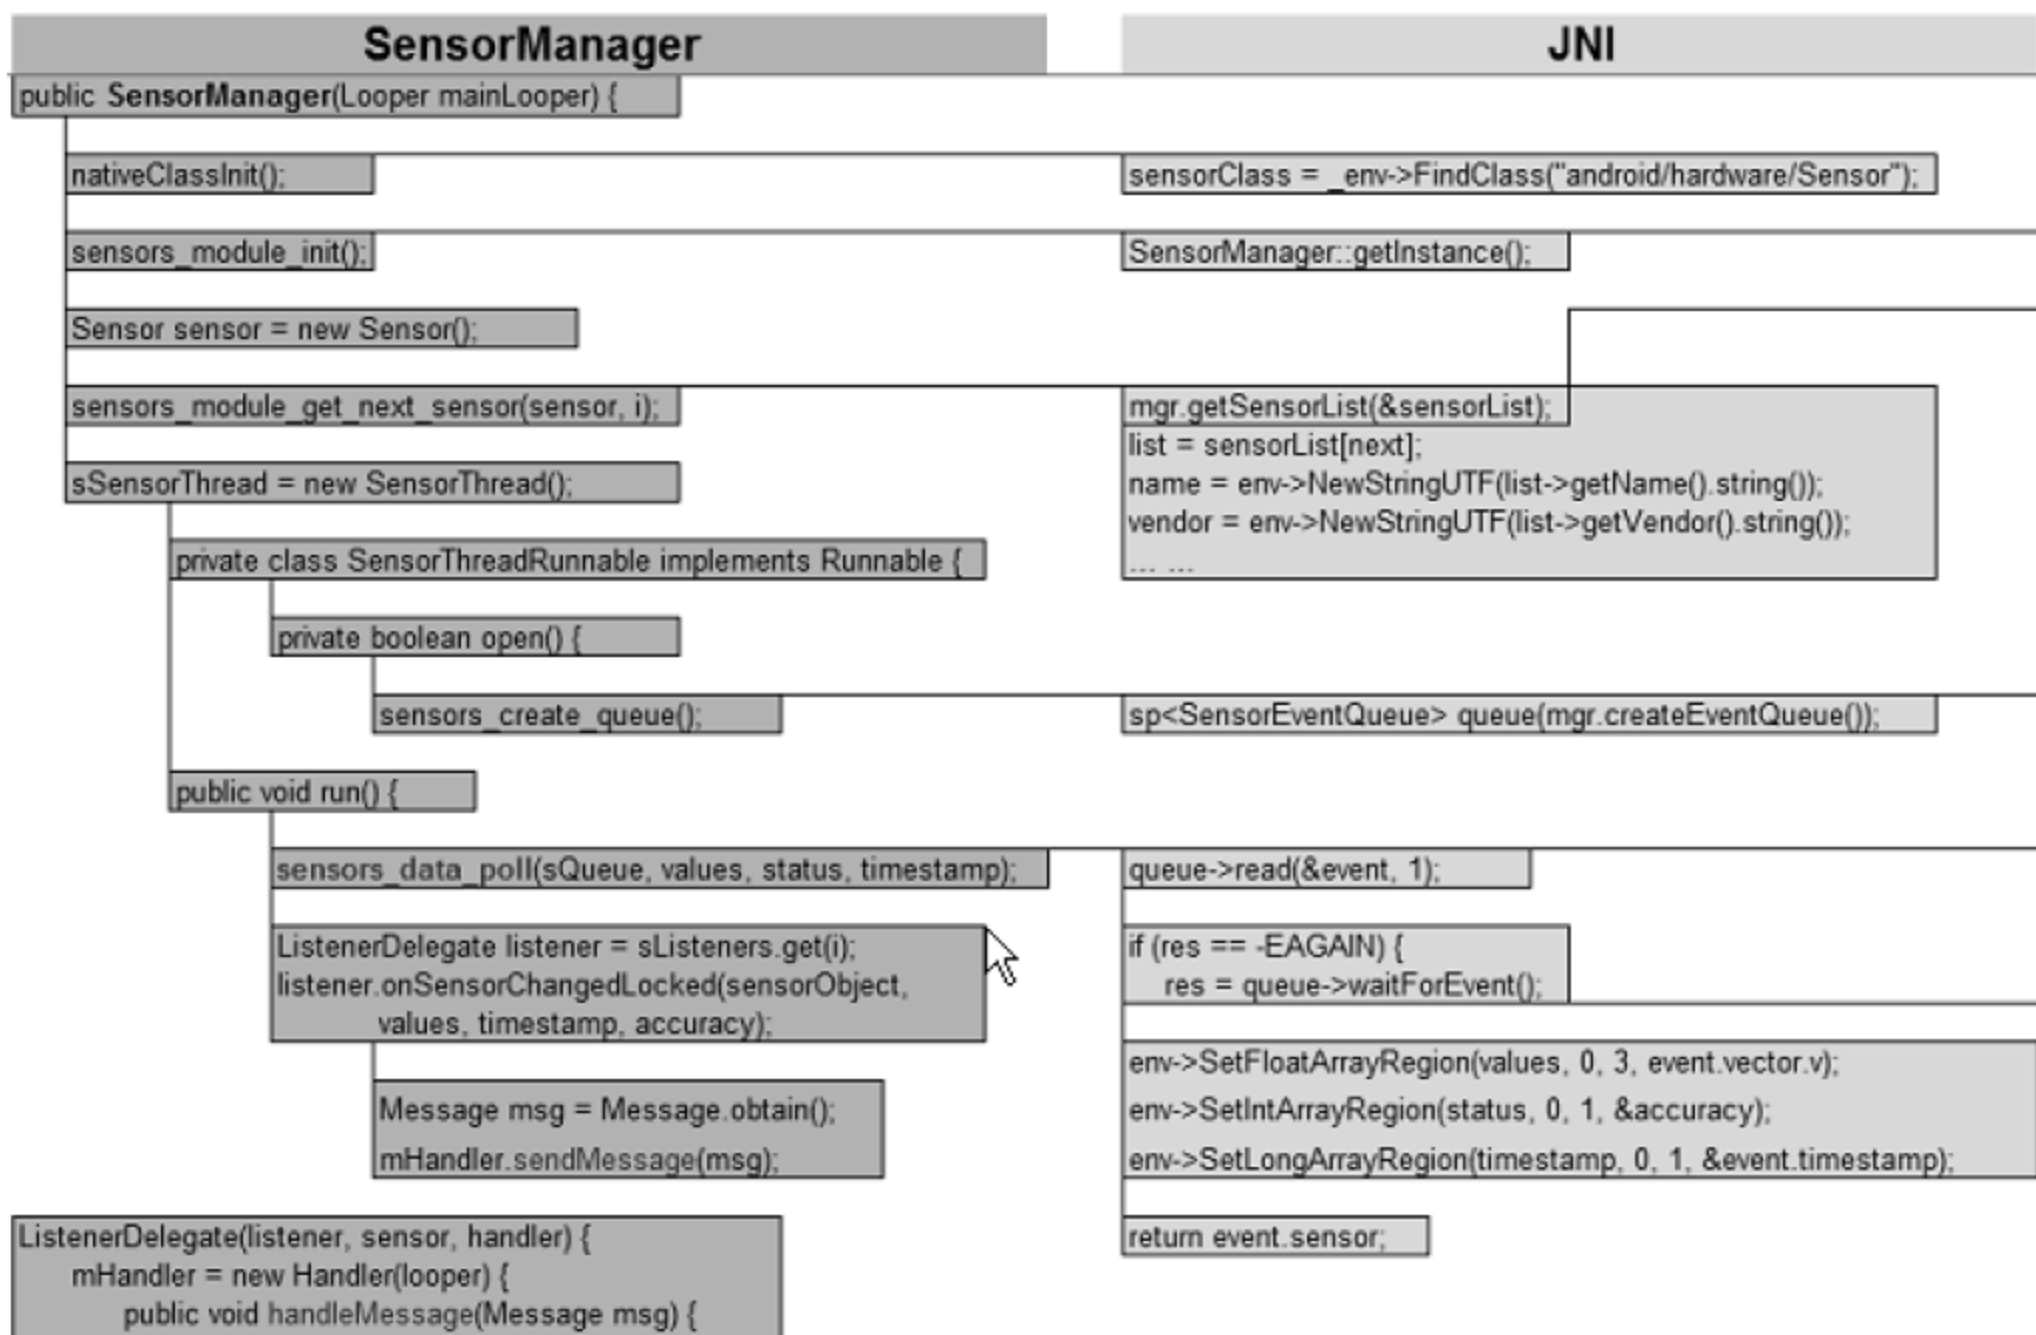 SensorManager
public SensorManager(Looper mainLooper) {
nativeClassInit();
sensors_module_init();
Sensor sensor = new Sensor();
sensors_module_get_next_sensor(sensor, i);
sSensorThread = new SensorThread();
private class SensorThreadRunnable implements Runnable {
private boolean open() {
sensors_create_queue();
public void run() {
sensors_data_poll(sQueue, values, status, timestamp);
ListenerDelegate listener = sListeners.get(i);
listener.onSensorChangedLocked(sensorObject,
values, timestamp, accuracy);
Message msg = Message.obtain();
mHandler.sendMessage(msg);
ListenerDelegate(listener, sensor, handler) {
mHandler = new Handler(looper) {
public void handleMessage(Message msg) {
JNI
sensorClass = _env->FindClass("android/hardware/Sensor");
SensorManager::getInstance();
mgr.getSensorList(&sensorList);
list = sensorList[next];
name = env->NewStringUTF(list->getName().string());
vendor = env->NewStringUTF(list->getVendor().string());
... ...
sp<SensorEventQueue> queue(mgr.createEventQueue());
queue->read(&event, 1);
if (res == -EAGAIN) {
res = queue->waitForEvent();
env->SetFloatArrayRegion(values, 0, 3, event.vector.v);
env->SetIntArrayRegion(status, 0, 1, &accuracy);
env->SetLongArrayRegion(timestamp, 0, 1, &event.timestamp);
return event.sensor;